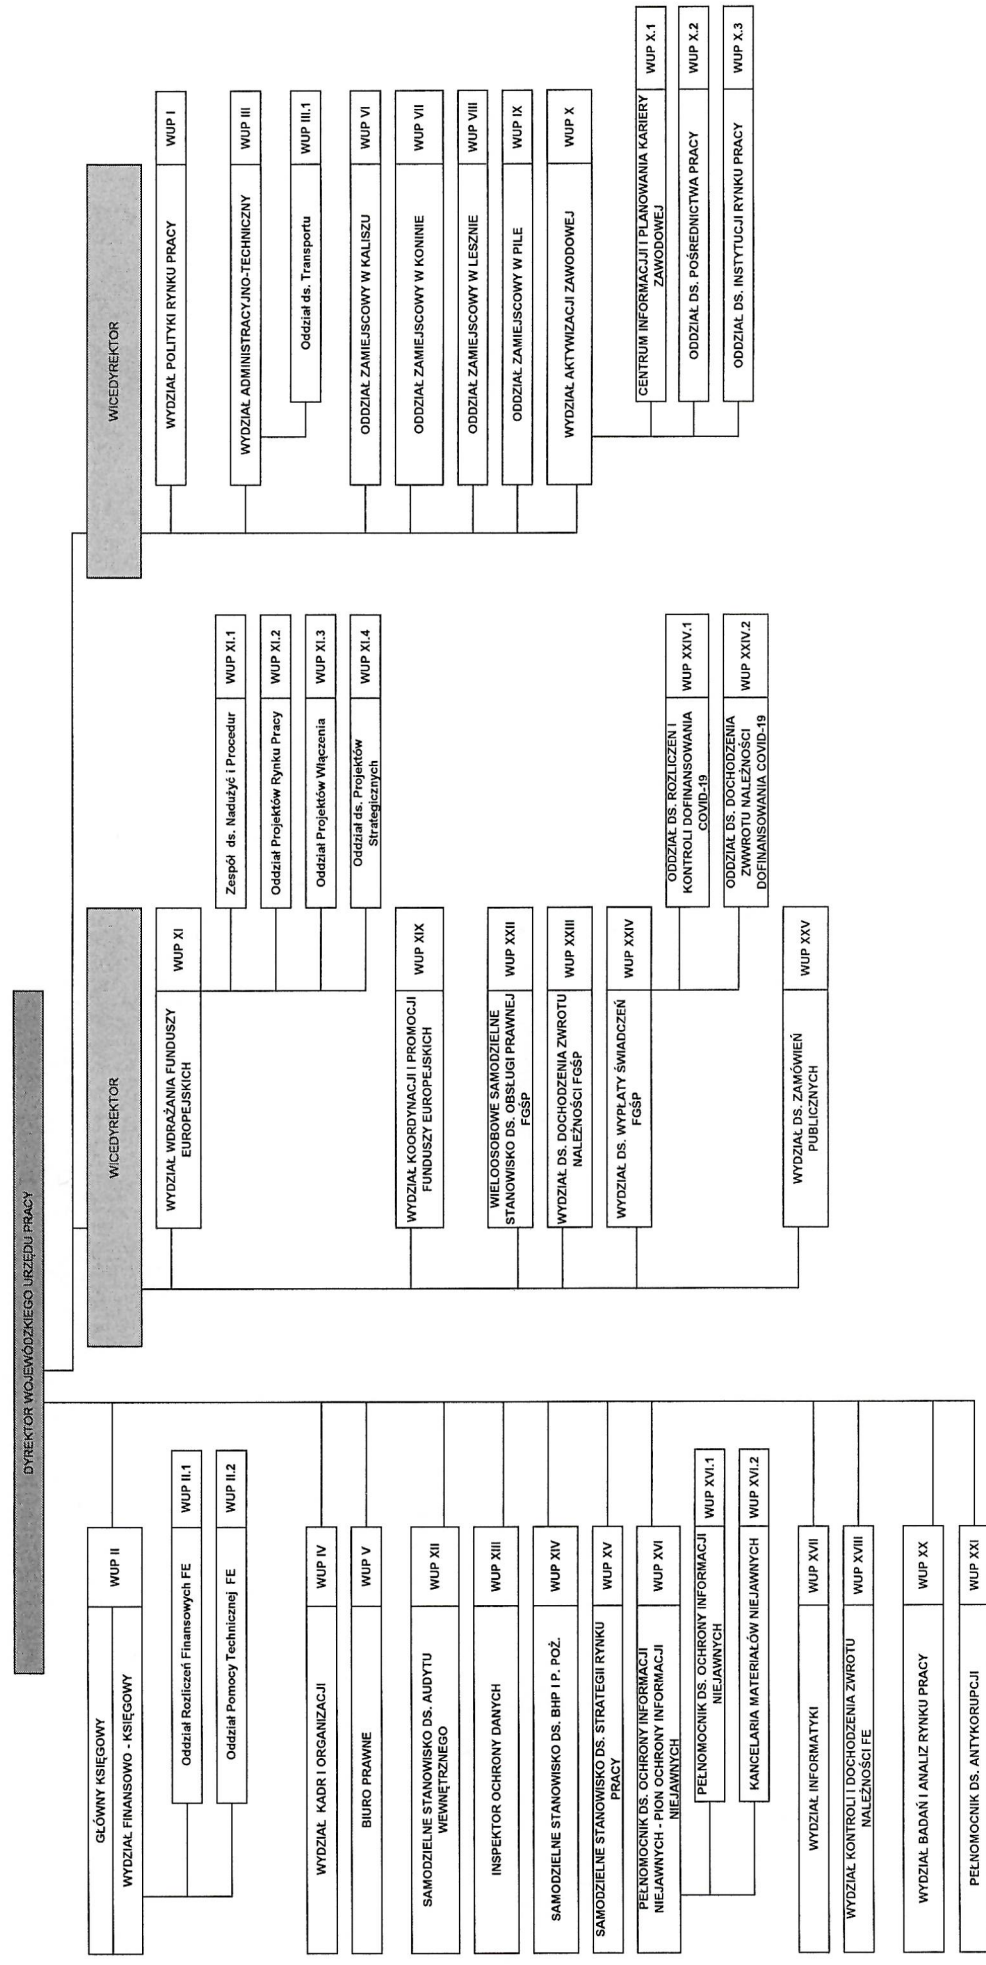 DYREKTOR WOJEWÓDZKIEGO URZĘDU PRACY
GŁÓWNY KSIĘGOWY
WYDZIAŁ FINANSOWO - KSIĘGOWY
WUP II
Oddział Rozliczeń Finansowych FE
WUP II.1
Oddział Pomocy Technicznej FE
WUP II.2
WYDZIAŁ KADR I ORGANIZACJI
WUP IV
BIURO PRAWNE
WUP V
SAMODZIELNE STANOWISKO DS. AUDYTU
WEWNĘTRZNEGO
WUP XII
INSPEKTOR OCHRONY DANYCH
WUP XIII
SAMODZIELNE STANOWISKO DS. BHP I P. POŻ.
WUP XIV
SAMODZIELNE STANOWISKO DS. STRATEGII RYNKU
PRACY
WUP XV
PEŁNOMOCNIK DS. OCHRONY INFORMACJI
NIEJAWNYCH - PION OCHRONY INFORMACJI
NIEJAWNYCH
WUP XVI
PEŁNOMOCNIK DS. OCHRONY INFORMACJI
NIEJAWNYCH
WUP XVI.1
KANCELARIA MATERIAŁÓW NIEJAWNYCH
WUP XVI.2
WYDZIAŁ INFORMATYKI
WUP XVII
WYDZIAŁ KONTROLI I DOCHODZENIA ZWROTU
NALEŻNOŚCI FE
WUP XVIII
WYDZIAŁ BADAŃ I ANALIZ RYNKU PRACY
WUP XX
PEŁNOMOCNIK DS. ANTYKORUPCJI
WUP XXI
WICEDYREKTOR
WYDZIAŁ WDRAŻANIA FUNDUSZY
EUROPEJSKICH
WUP XI
Zespół ds. Nadużyć i Procedur
WUP XI.1
Oddział Projektów Rynku Pracy
WUP XI.2
Oddział Projektów Włączenia
WUP XI.3
Oddział ds. Projektów
Strategicznych
WUP XI.4
WYDZIAŁ KOORDYNACJI I PROMOCJI
FUNDUSZY EUROPEJSKICH
WUP XIX
WIELOOSOBOWE SAMODZIELNE
STANOWISKO DS. OBSŁUGI PRAWNEJ
FGŚP
WUP XXII
WYDZIAŁ DS. DOCHODZENIA ZWROTU
NALEŻNOŚCI FGŚP
WUP XXIII
WYDZIAŁ DS. WYPŁATY ŚWIADCZEŃ
FGŚP
WUP XXIV
ODDZIAŁ DS. ROZLICZEŃ I
KONTROLI DOFINANSOWANIA
COVID-19
WUP XXIV.1
ODDZIAŁ DS. DOCHODZENIA
ZWWROTU NALEŻNOŚCI
DOFINANSOWANIA COVID-19
WUP XXIV.2
WYDZIAŁ DS. ZAMÓWIEŃ
PUBLICZNYCH
WUP XXV
WICEDYREKTOR
WYDZIAŁ POLITYKI RYNKU PRACY
WUP I
WYDZIAŁ ADMINISTRACYJNO-TECHNICZNY
WUP III
Oddział ds. Transportu
WUP III.1
ODDZIAŁ ZAMIEJSCOWY W KALISZU
WUP VI
ODDZIAŁ ZAMIEJSCOWY W KONINIE
WUP VII
ODDZIAŁ ZAMIEJSCOWY W LESZNIE
WUP VIII
ODDZIAŁ ZAMIEJSCOWY W PILE
WUP IX
WYDZIAŁ AKTYWIZACJI ZAWODOWEJ
WUP X
CENTRUM INFORMACJJI I PLANOWANIA KARIERY
ZAWODOWEJ
WUP X.1
ODDZIAŁ DS. POŚREDNICTWA PRACY
WUP X.2
ODDZIAŁ DS. INSTYTUCJI RYNKU PRACY
WUP X.3